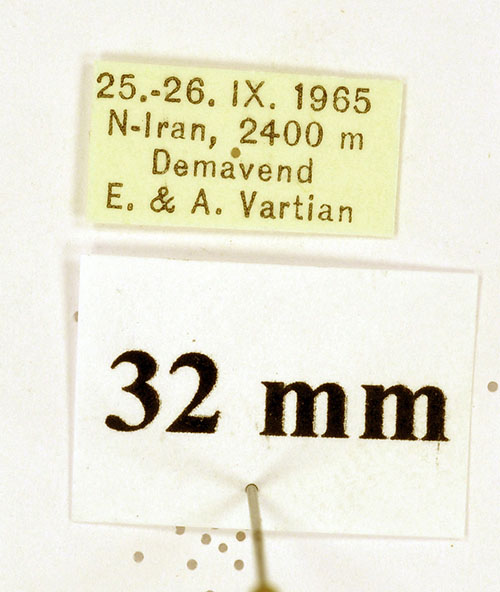 25.-26. IX. 1965
N-Iran, 2400 m
Demavend
E. & A. Vartian
32 mm